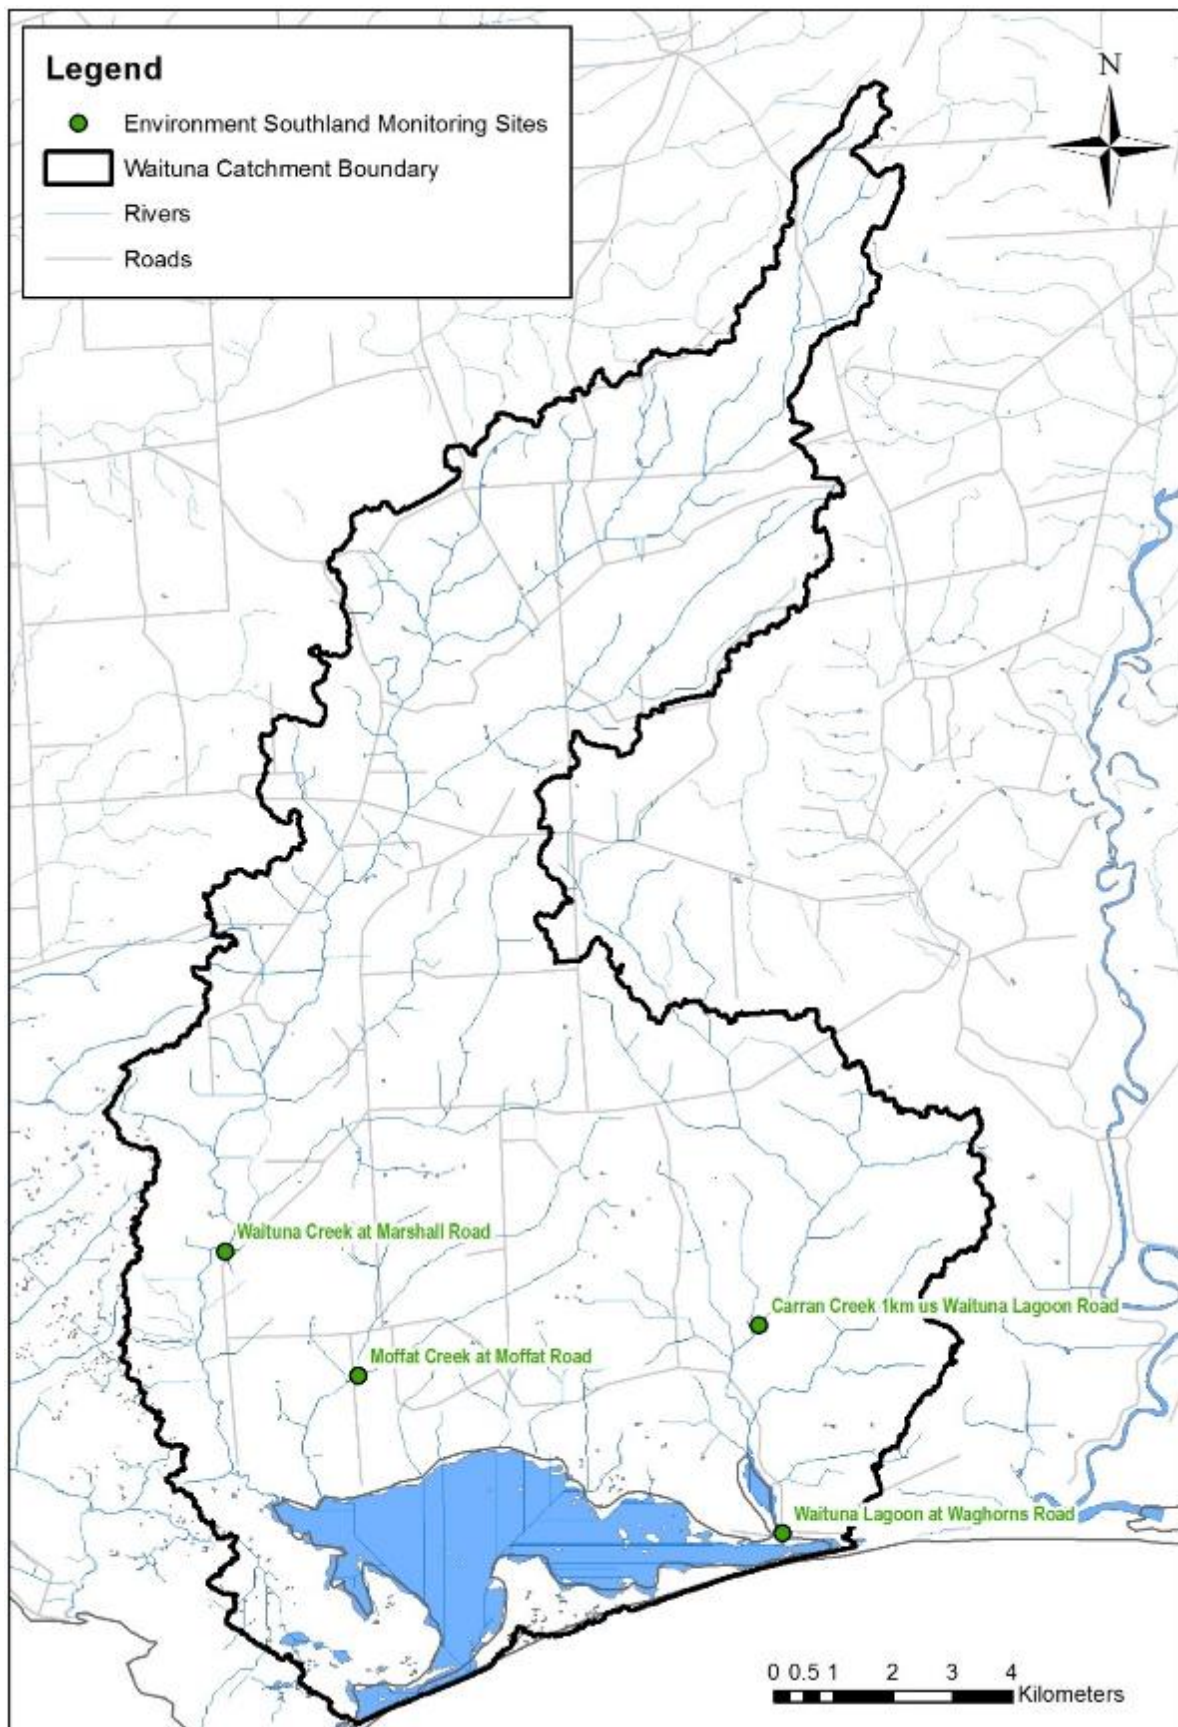 Legend
Environment Southland Monitoring Sites
Waituna Catchment Boundary
Rivers
Roads
N
Waituna Creek at Marshall Road
Carran Creek 1km us Waituna Lagoon Road
Moffat Creek at Moffat Road
Waituna Lagoon at Waghorns Road
0 0.5 1 2 3 4
Kilometers